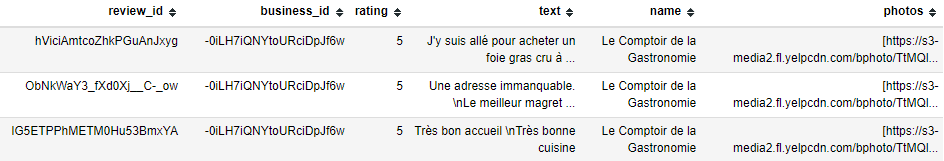 review_id business_id rating text name photos
hViciAmtcoZhkPGuAnJxyg -0iLH7iQNYtoURciDpJf6w 5 J'y suis allé pour acheter un foie gras cru à ... Le Comptoir de la Gastronomie [https://s3-media2.fl.yelpcdn.com/bphoto/TtMQI...
ObNkWaY3_fXd0Xj__C-_ow -0iLH7iQNYtoURciDpJf6w 5 Une adresse immanquable. \nLe meilleur magret ... Le Comptoir de la Gastronomie [https://s3-media2.fl.yelpcdn.com/bphoto/TtMQI...
IG5ETPPhMETM0Hu53BmxYA -0iLH7iQNYtoURciDpJf6w 5 Très bon accueil \nTrès bonne cuisine Le Comptoir de la Gastronomie [https://s3-media2.fl.yelpcdn.com/bphoto/TtMQI...